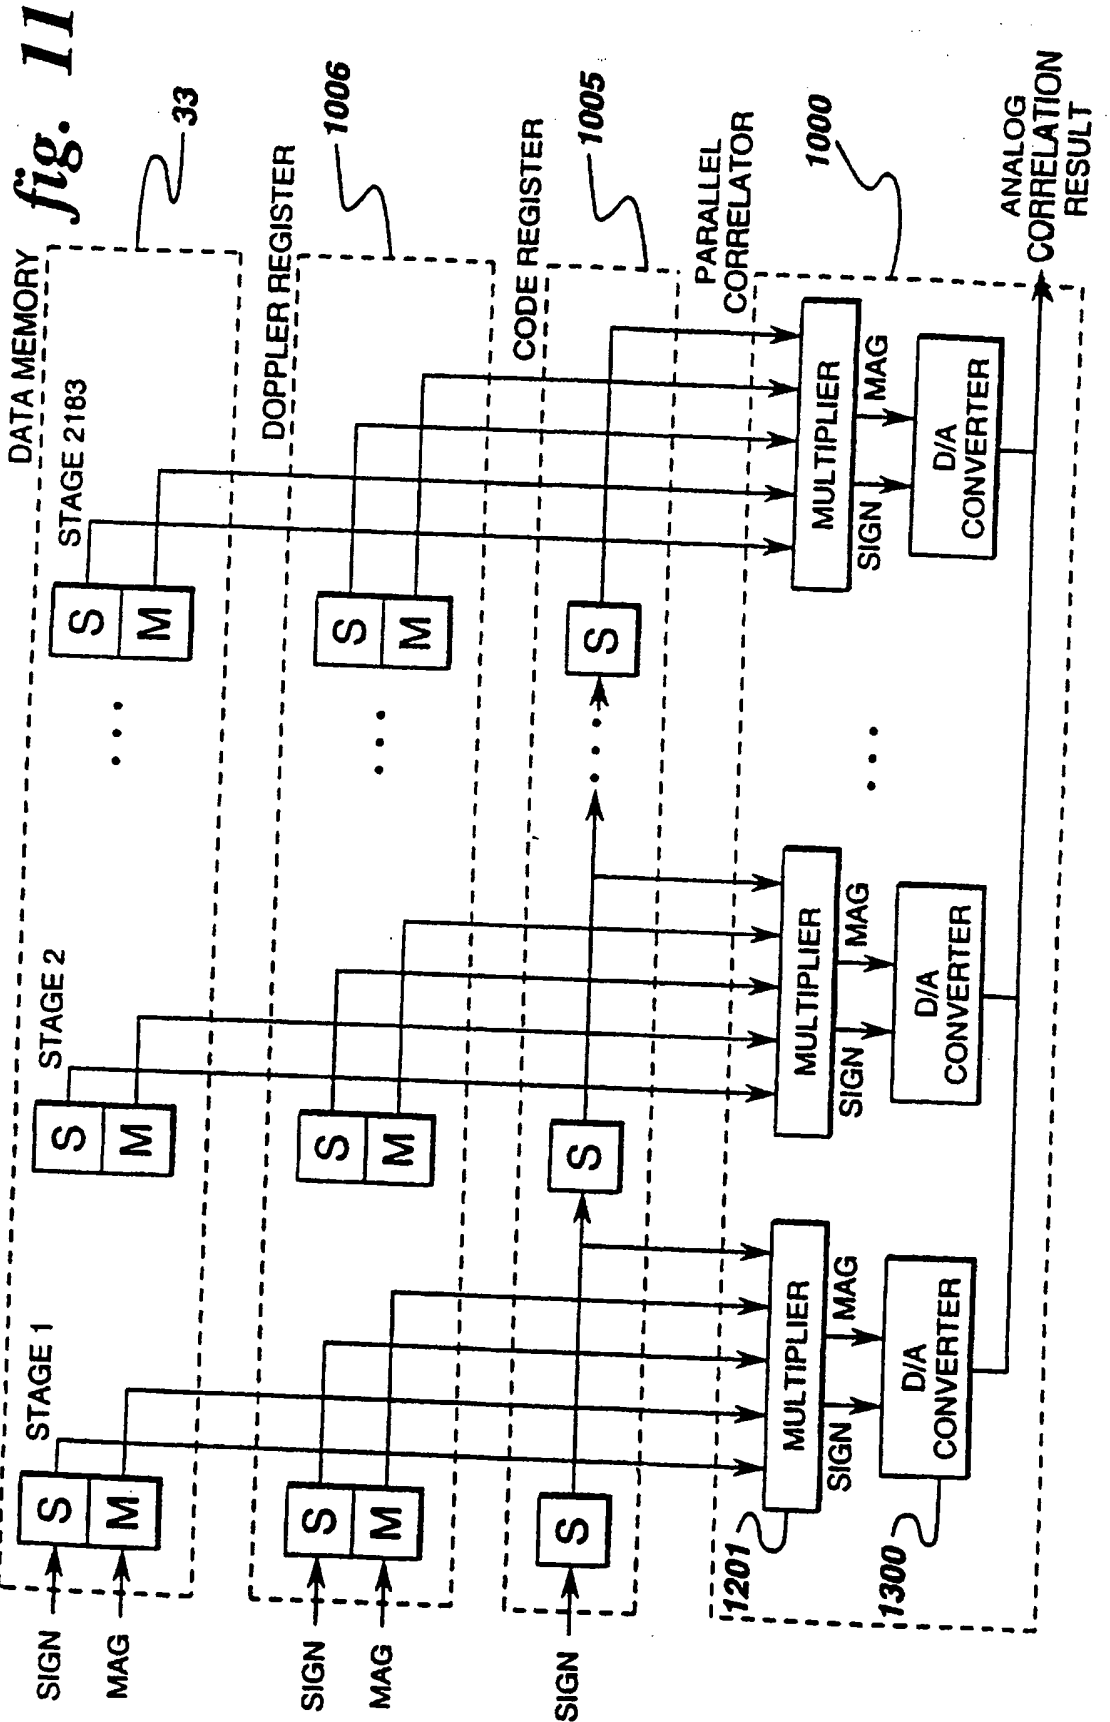 fig. 11
DATA MEMORY
33
STAGE 1
STAGE 2
STAGE 2183
SIGN
MAG
S
M
S
M
...
S
M
DOPPLER REGISTER
1006
SIGN
MAG
S
M
S
M
...
S
M
CODE REGISTER
1005
SIGN
S
S
...
S
PARALLEL
CORRELATOR
1000
1201
MULTIPLIER
MULTIPLIER
...
MULTIPLIER
SIGN
MAG
SIGN
MAG
SIGN
MAG
1300
D/A
CONVERTER
D/A
CONVERTER
D/A
CONVERTER
ANALOG
CORRELATION
RESULT